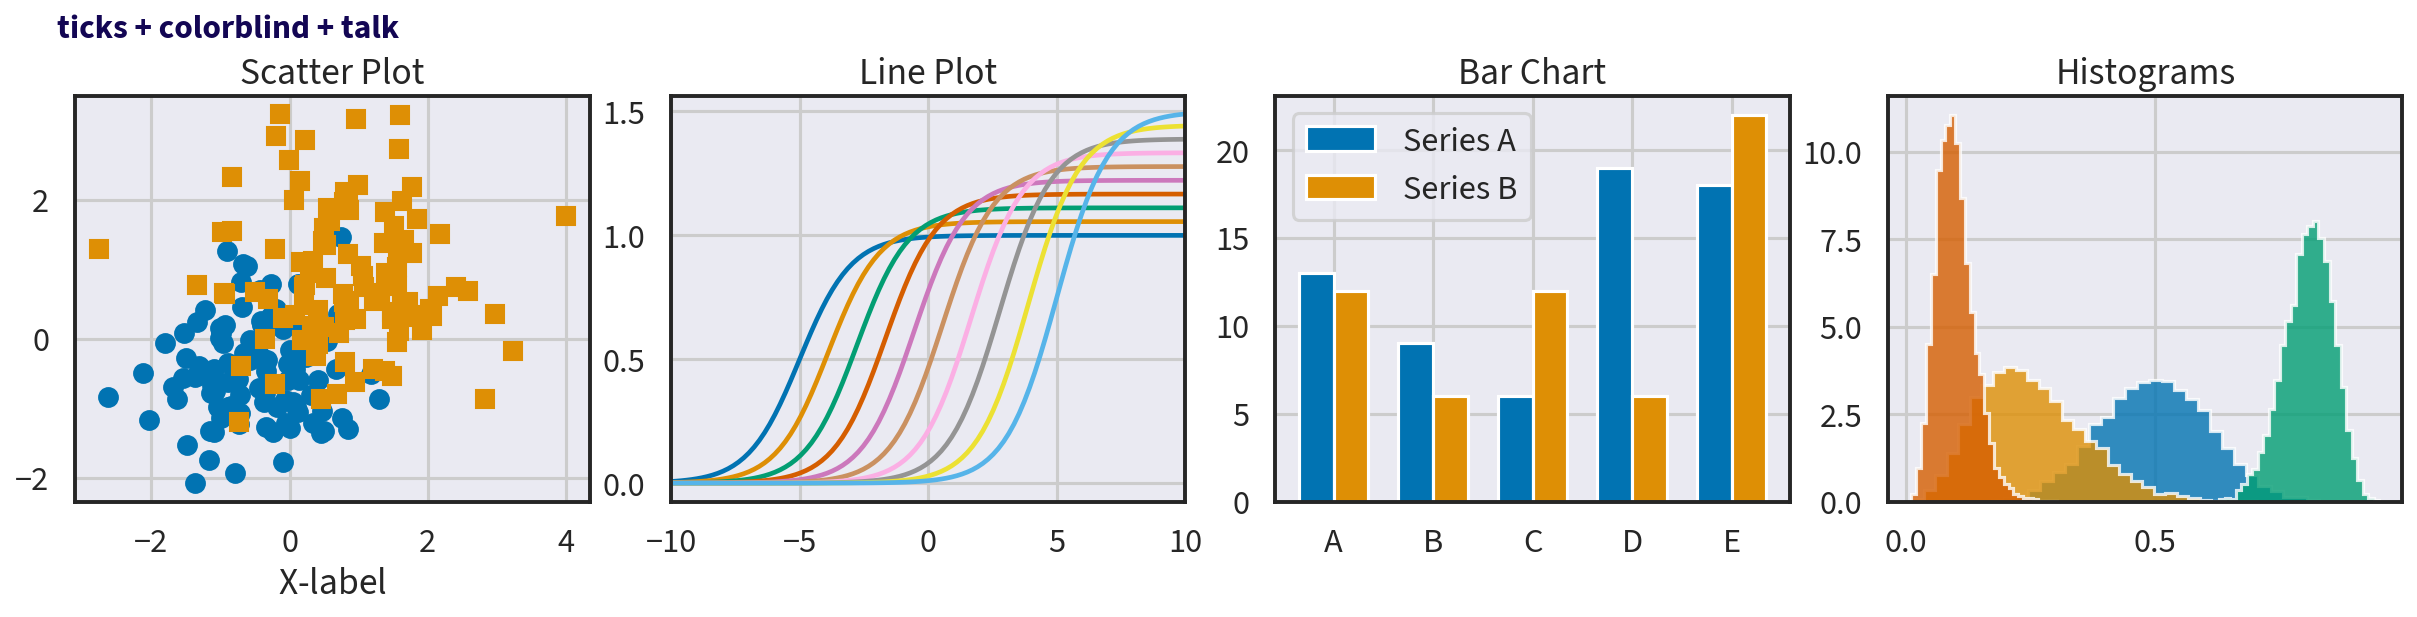 ticks + colorblind + talk
Scatter Plot
2
0
−2
−2 0 2 4
X-label
Line Plot
1.5
1.0
0.5
0.0
−10 −5 0 5 10
Bar Chart
Series A
Series B
20
15
10
5
0
A B C D E
Histograms
10.0
7.5
5.0
2.5
0.0
0.0 0.5